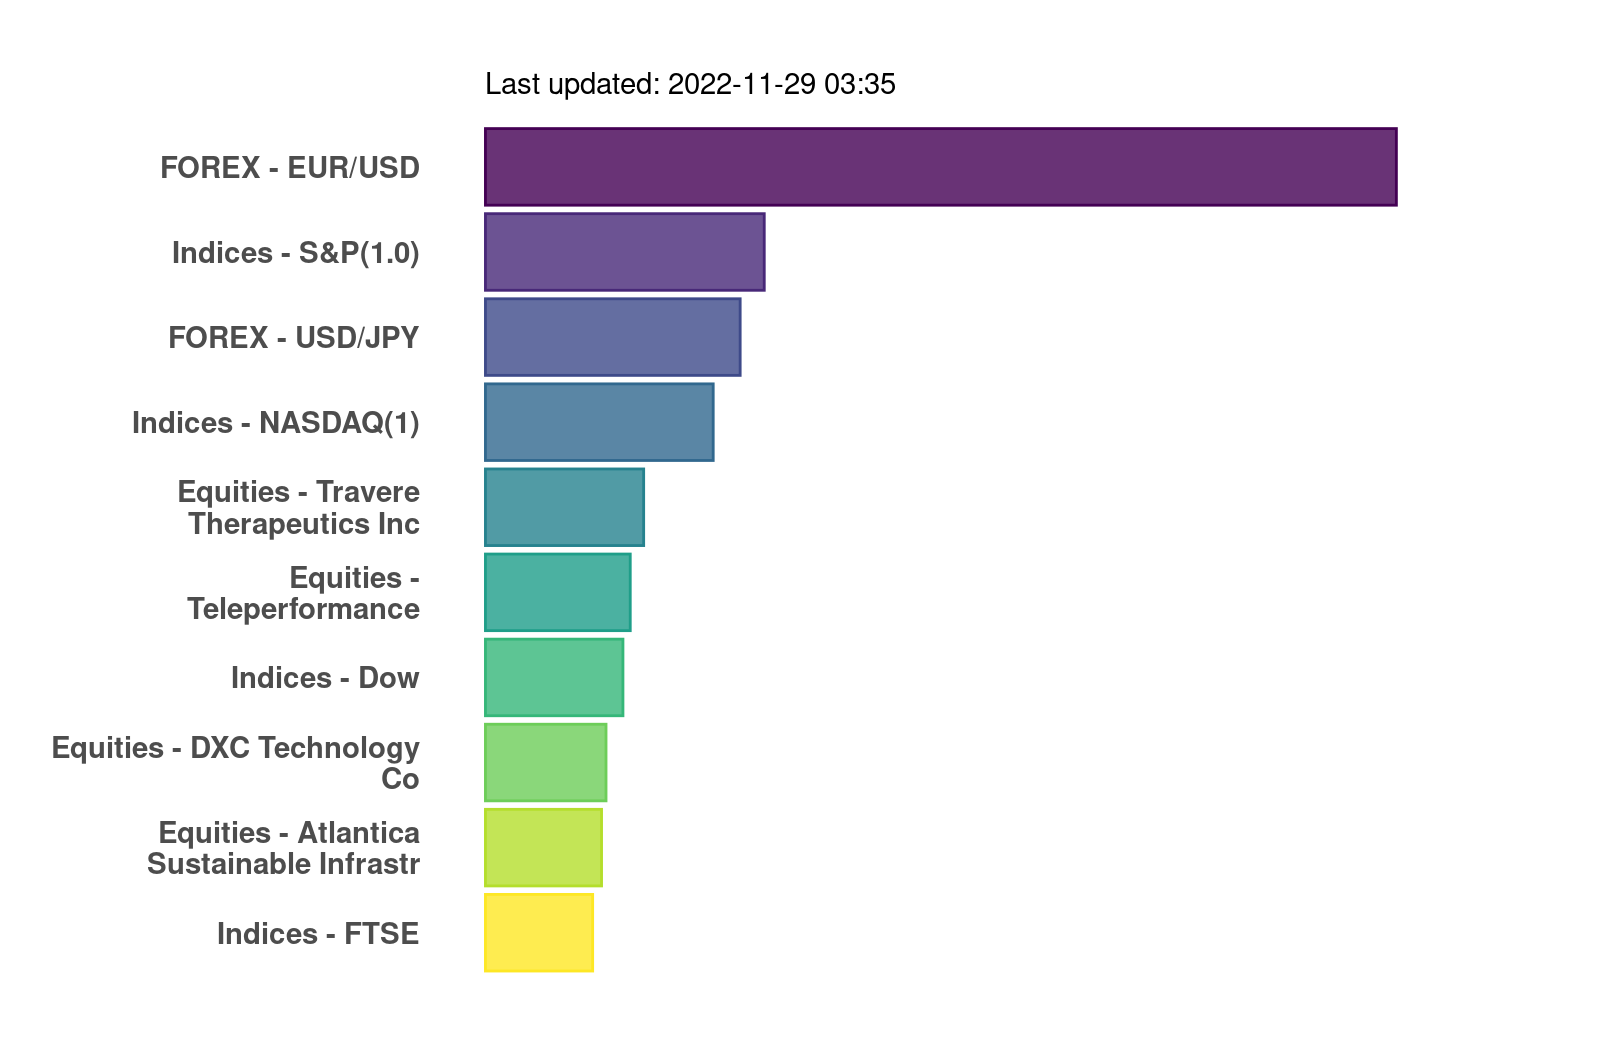 Last updated: 2022-11-29 03:35
FOREX - EUR/USD
Indices - S&P(1.0)
FOREX - USD/JPY
Indices - NASDAQ(1)
Equities - Travere
Therapeutics Inc
Equities -
Teleperformance
Indices - Dow
Equities - DXC Technology
Co
Equities - Atlantica
Sustainable Infrastr
Indices - FTSE